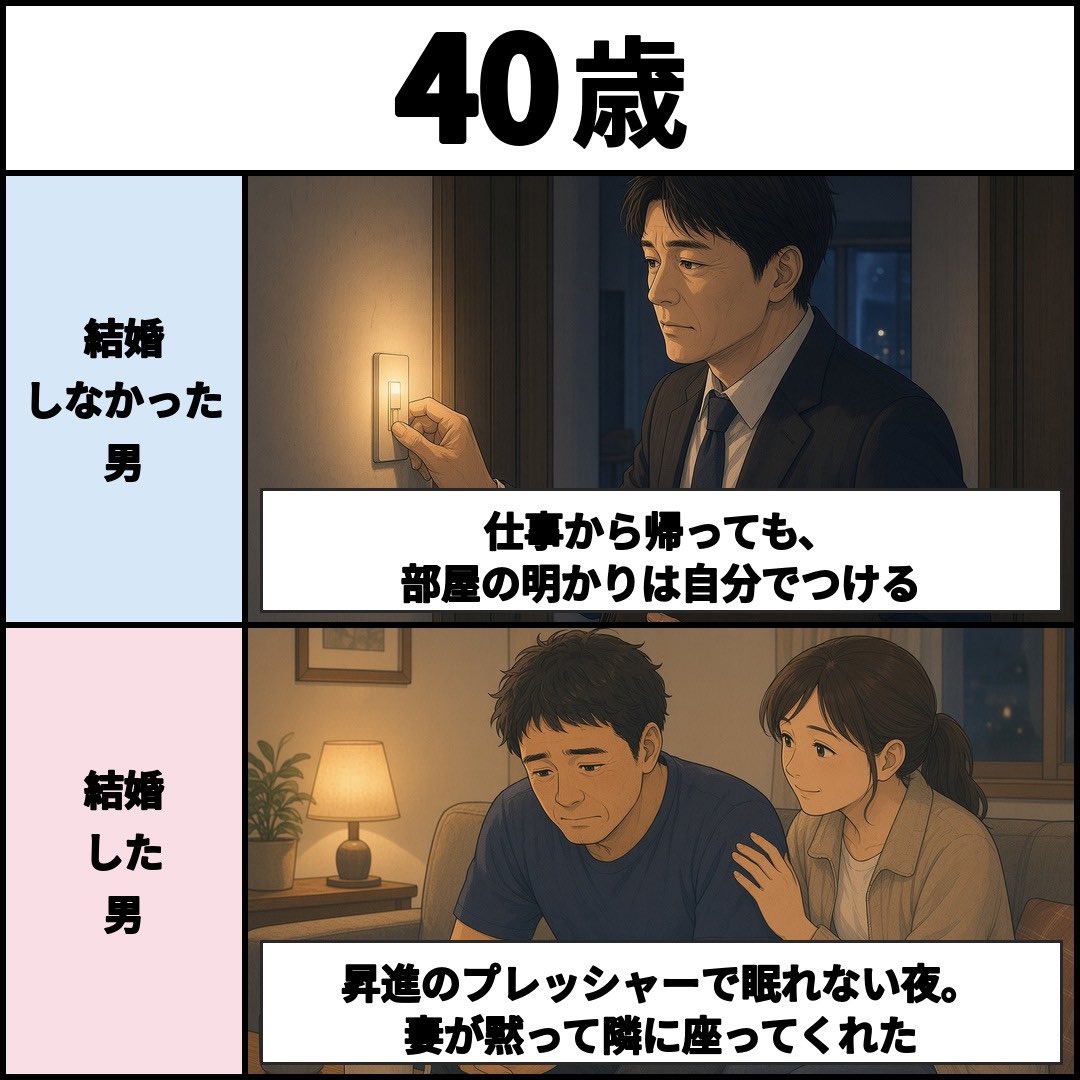 40歳
結婚
しなかった
男
仕事から帰っても、
部屋の明かりは自分でつける
結婚
した
男
昇進のプレッシャーで眠れない夜。
妻が黙って隣に座ってくれた